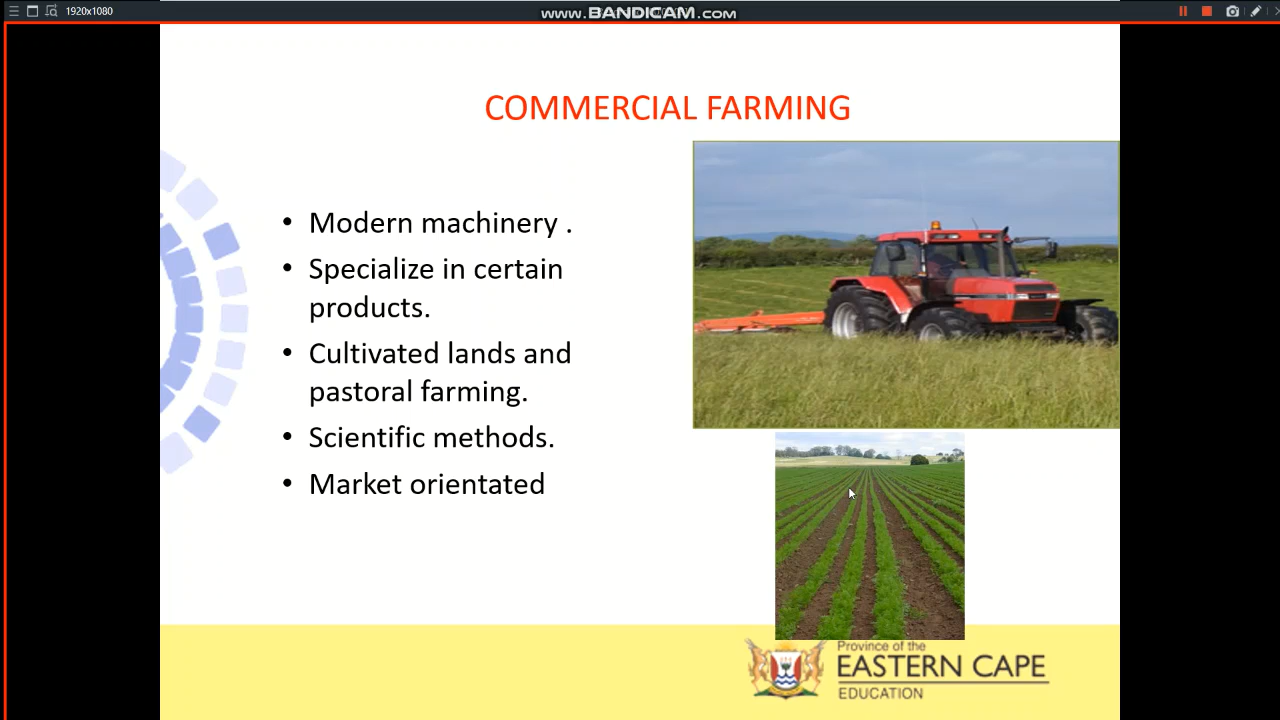 1920x1080
www.BANDICAM.com
COMMERCIAL FARMING
• Modern machinery .
• Specialize in certain
products.
• Cultivated lands and
pastoral farming.
• Scientific methods.
• Market orientated
Province of the
EASTERN CAPE
EDUCATION